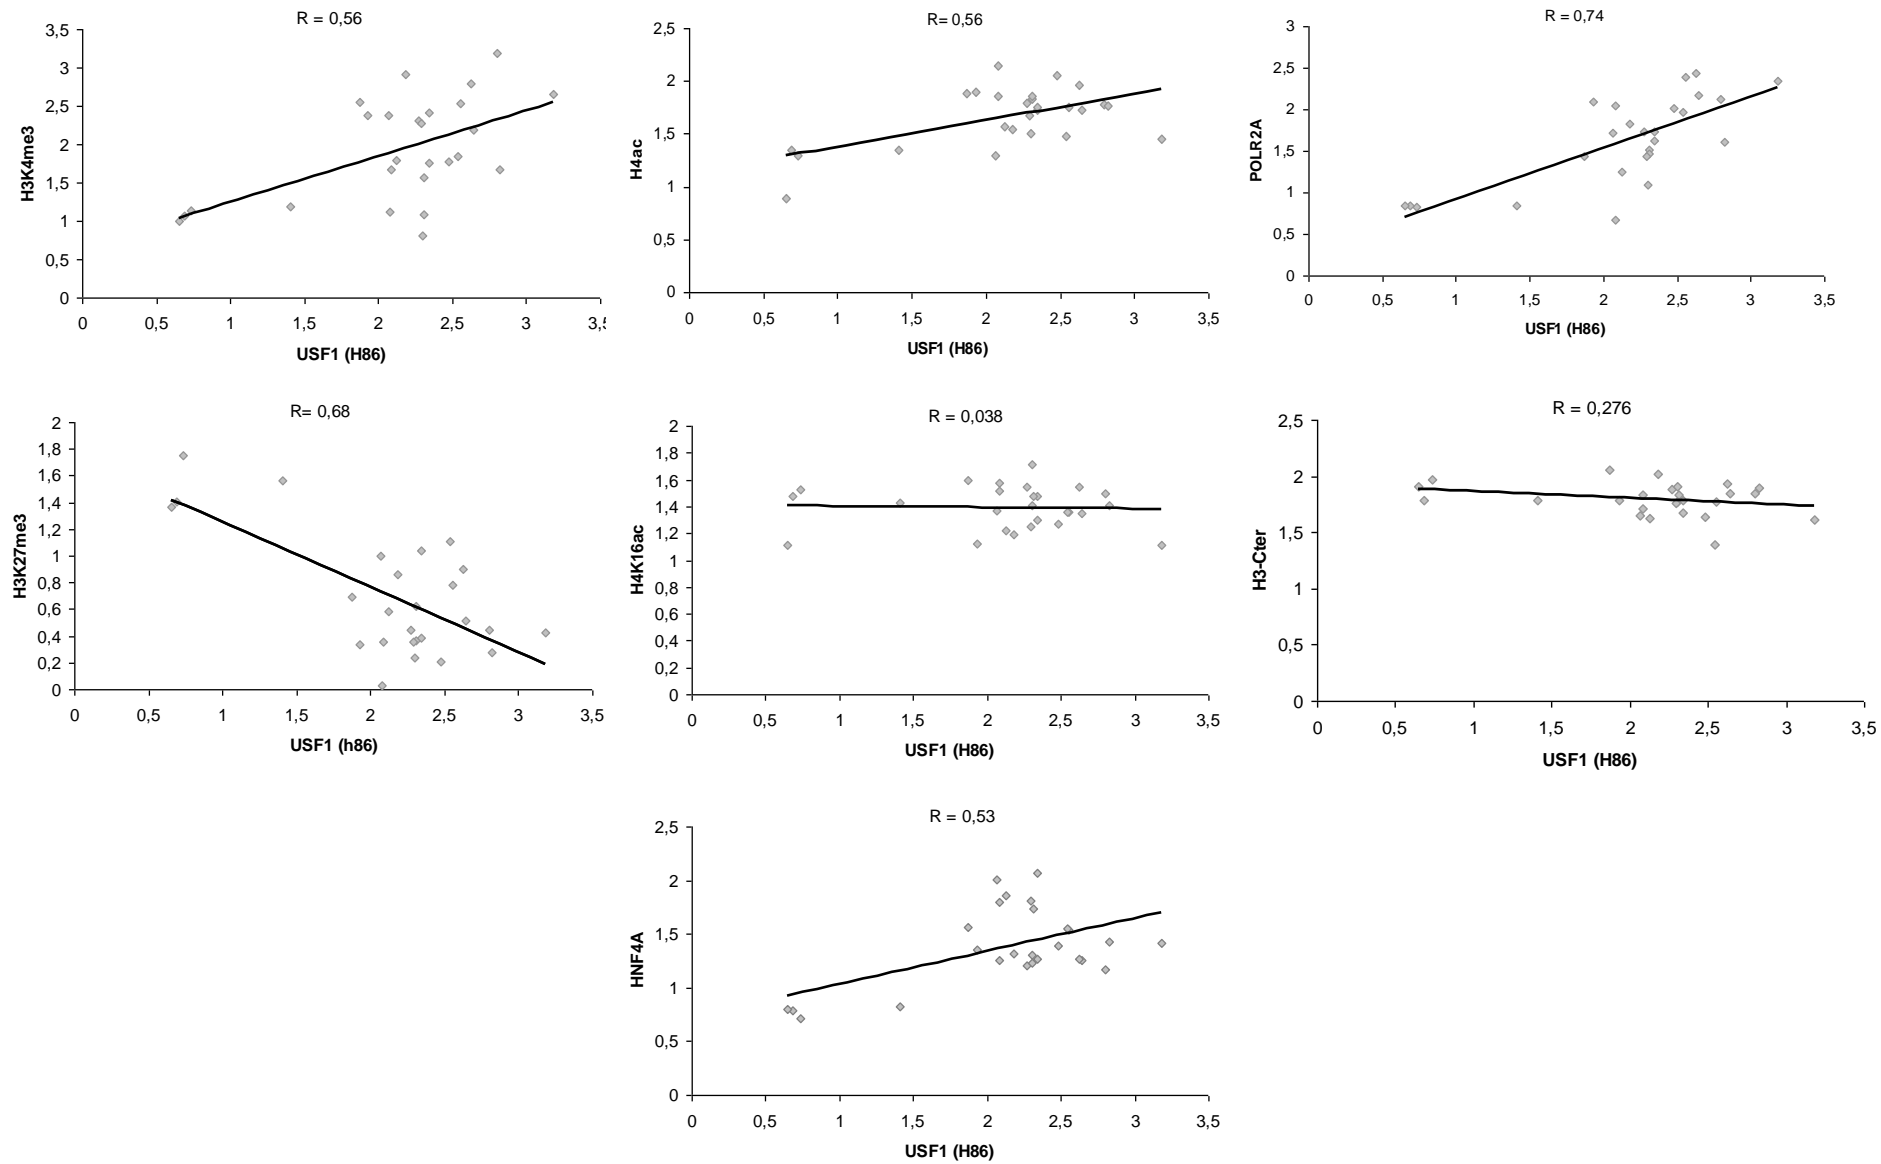 R = 0,56
3,5
3
2,5
2
1,5
1
0,5
0
H3K4me3
0 0,5 1 1,5 2 2,5 3 3,5
USF1 (H86)
R= 0,56
2,5
2
1,5
1
0,5
0
H4ac
0 0,5 1 1,5 2 2,5 3 3,5
USF1 (H86)
R = 0,74
3
2,5
2
1,5
1
0,5
0
POLR2A
0 0,5 1 1,5 2 2,5 3 3,5
USF1 (H86)
R= 0,68
2
1,8
1,6
1,4
1,2
1
0,8
0,6
0,4
0,2
0
H3K27me3
0 0,5 1 1,5 2 2,5 3 3,5
USF1 (h86)
R = 0,038
2
1,8
1,6
1,4
1,2
1
0,8
0,6
0,4
0,2
0
H4K16ac
0 0,5 1 1,5 2 2,5 3 3,5
USF1 (H86)
R = 0,276
2,5
2
1,5
1
0,5
0
H3-Cter
0 0,5 1 1,5 2 2,5 3 3,5
USF1 (H86)
R = 0,53
2,5
2
1,5
1
0,5
0
HNF4A
0 0,5 1 1,5 2 2,5 3 3,5
USF1 (H86)